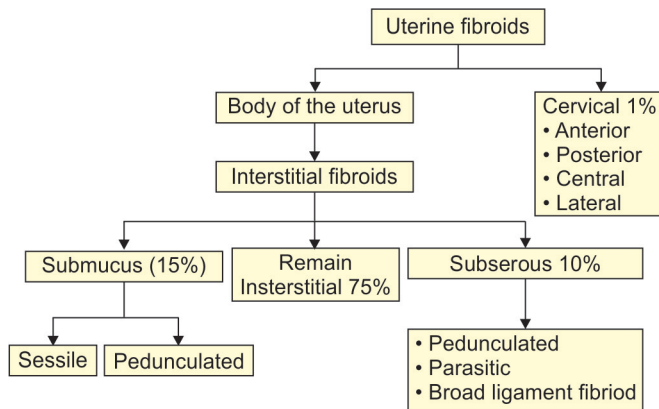 Uterine fibroids
Body of the uterus
Cervical 1%
• Anterior
• Posterior
• Central
• Lateral
Interstitial fibroids
Submucus (15%)
Remain
Insterstitial 75%
Subserous 10%
Sessile
Pedunculated
• Pedunculated
• Parasitic
• Broad ligament fibriod